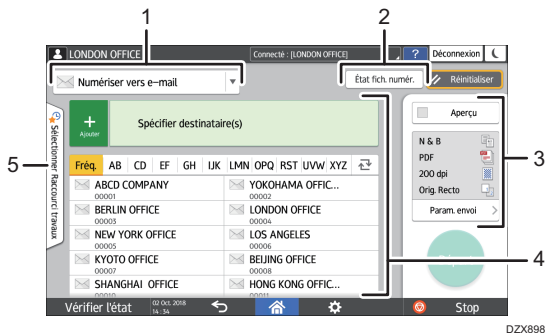 1
2
LONDON OFFICE
Connecté : [LONDON OFFICE]
?
Déconnexion
Numériser vers e-mail
État fich. numér.
Réinitialiser
Sélectionner Raccourci travaux
+
Ajouter
Spécifier destinataire(s)
Aperçu
Fréq. AB CD EF GH IJK LMN OPQ RST UVW XYZ
N & B
PDF
200 dpi
Orig. Recto
Param. envoi
3
4
5
ABCD COMPANY
00001
YOKOHAMA OFFIC...
00002
BERLIN OFFICE
00003
LONDON OFFICE
00004
NEW YORK OFFICE
00005
LOS ANGELES
00006
KYOTO OFFICE
00007
BEIJING OFFICE
00008
SHANGHAI OFFICE
HONG KONG OFFIC...
Vérifier l'état
02 Oct. 2018
14:34
Stop
DZX898